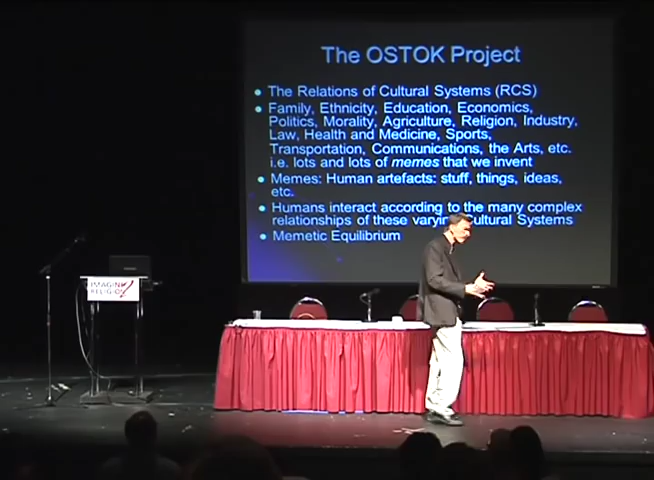 The OSTOK Project
The Relations of Cultural Systems (RCS)
Family, Ethnicity, Education, Economics,
Politics, Morality, Agriculture, Religion, Industry,
Law, Health and Medicine, Sports,
Transportation, Communications, the Arts, etc.
i.e. lots and lots of memes that we invent
Memes: Human artefacts: stuff, things, ideas,
etc.
Humans interact according to the many complex
relationships of these varying Cultural Systems
Memetic Equilibrium
IMAGIN
RELIGIO